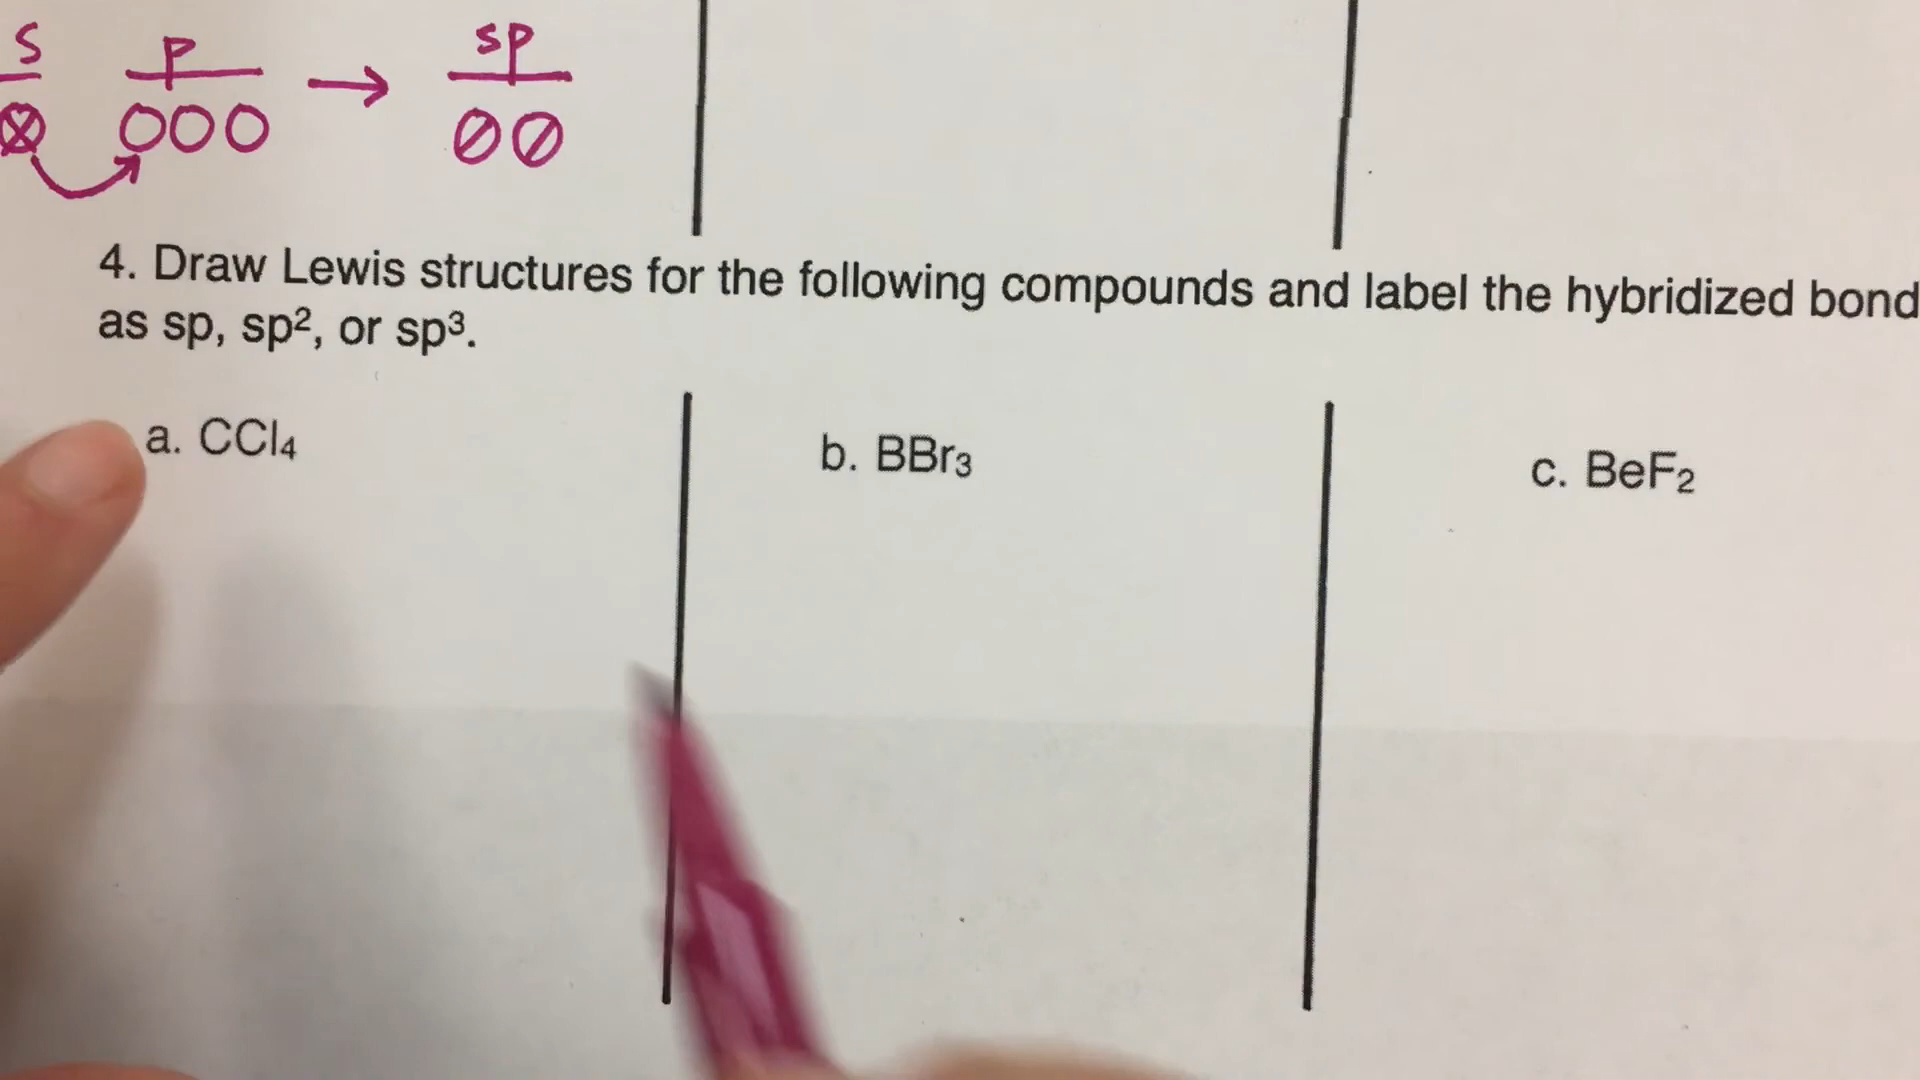 S P → SP
4. Draw Lewis structures for the following compounds and label the hybridized bond
as sp, sp², or sp³.
a. CCl₄
b. BBr₃
c. BeF₂